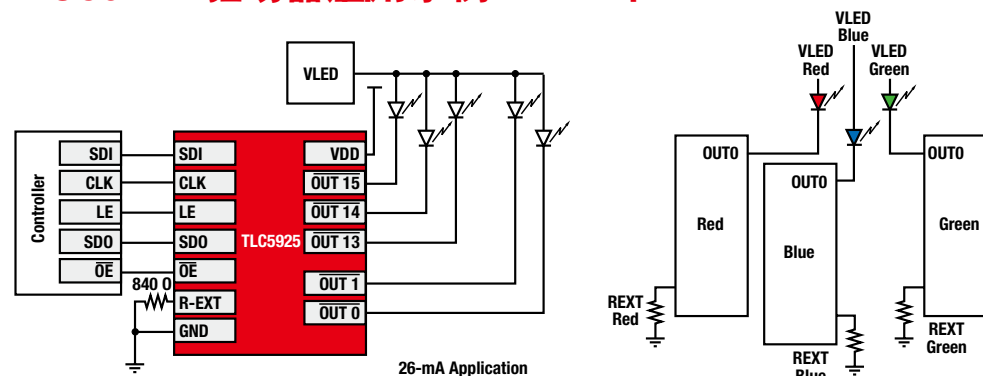 VLED
Controller
SDI
CLK
LE
SDO
OE
SDI
CLK
LE
SDO
OE
R-EXT
GND
840 0
TLC5925
VDD
OUT 15
OUT 14
OUT 13
OUT 1
OUT 0
26-mA Application
VLED
Blue
VLED
Red
VLED
Green
OUT0
Red
REXT
Red
OUT0
Blue
REXT
Blue
OUT0
Green
REXT
Green